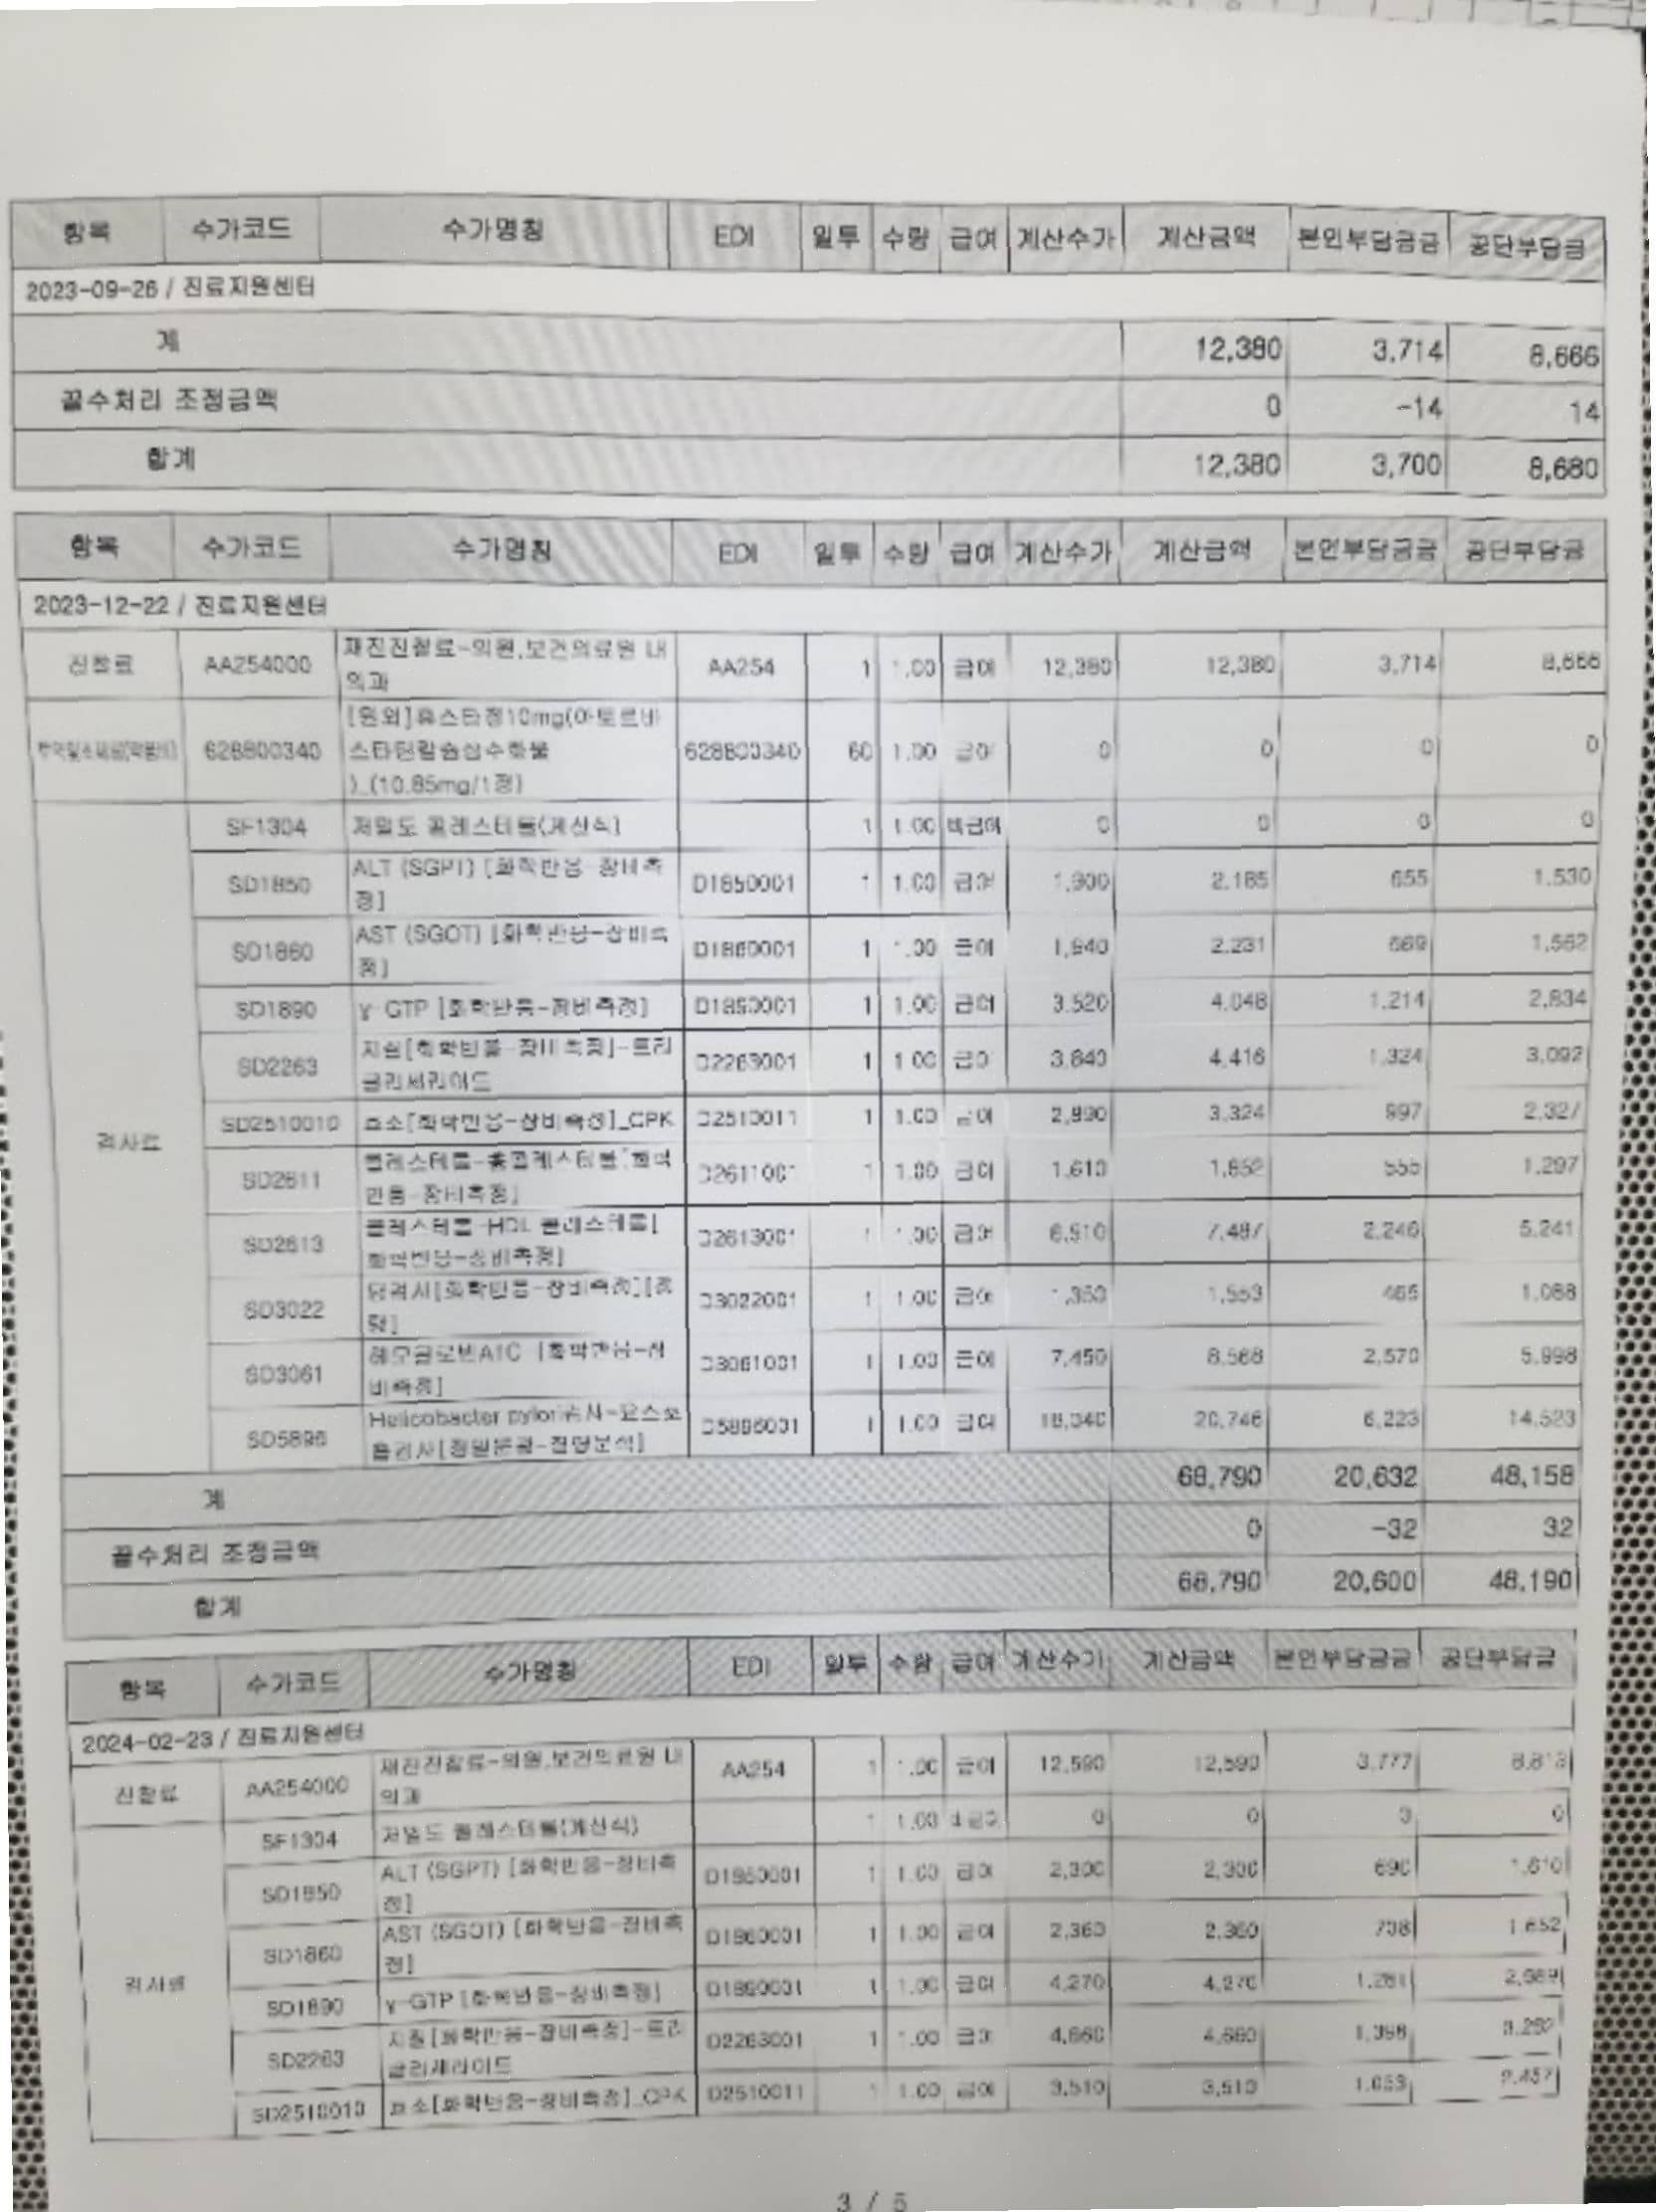 항목 수가코드 수가명칭 EDI 일투 수량 급여 계산수가 계산금액 본인부담금금 공단부담금
2023-09-26 / 진료지원센터
계 12,380 3,714 8,666
끝수처리 조정금액 0 -14 14
합계 12,380 3,700 8,680
항목 수가코드 수가명칭 EDI 일투 수량 급여 계산수가 계산금액 본인부담금금 공단부담금
2023-12-22 / 진료지원센터
진찰료 AA254000 재진진찰료-의원,보건의료원 내
의과 AA254 1 1.00 급여 12,380 12,380 3,714 8,666
628800340 [원외]휴스타정10mg(아토르바
스타틴칼슘삼수화물
)_(10.85mg/1정) 628800340 60 1.00 급여 0 0 0 0
검사료
SF1304 저밀도 콜레스테롤(계산식) 1 1.00 비급여 0 0 0 0
SD1850 ALT (SGPT) [화학반응-장비측
정] D1850001 1 1.00 급여 1,900 2,185 655 1,530
SD1860 AST (SGOT) [화학반응-장비측
정] D1860001 1 1.00 급여 1,940 2,231 669 1,562
SD1890 γ-GTP [화학반응-장비측정] D1890001 1 1.00 급여 3,520 4,048 1,214 2,834
SD2263 지질[화학반응-장비측정]-트리
글리세라이드 D2263001 1 1.00 급여 3,840 4,416 1,324 3,092
SD2510010 효소[화학반응-장비측정]_CPK D2510011 1 1.00 급여 2,890 3,324 997 2,327
SD2611 콜레스테롤-총콜레스테롤[화학
반응-장비측정] D2611001 1 1.00 급여 1,610 1,852 555 1,297
SD2613 콜레스테롤-HDL 콜레스테롤[
화학반응-장비측정] D2613001 1 1.00 급여 6,510 7,487 2,246 5,241
SD3022 당검사[화학반응-장비측정][정
량] D3022001 1 1.00 급여 1,350 1,553 465 1,088
SD3061 헤모글로빈A1C [화학반응-장
비측정] D3061001 1 1.00 급여 7,450 8,568 2,570 5,998
SD5896 Helicobacter pylori검사-요소호
흡검사[정밀분광-질량분석] D5896001 1 1.00 급여 18,040 20,746 6,223 14,523
계 68,790 20,632 48,158
끝수처리 조정금액 0 -32 32
합계 68,790 20,600 48,190
항목 수가코드 수가명칭 EDI 일투 수량 급여 계산수가 계산금액 본인부담금금 공단부담금
2024-02-23 / 진료지원센터
진찰료 AA254000 재진진찰료-의원,보건의료원 내
의과 AA254 1 1.00 급여 12,590 12,590 3,777 8,813
검사료
SF1304 저밀도 콜레스테롤(계산식) 1 1.00 비급여 0 0 0 0
SD1850 ALT (SGPT) [화학반응-장비측
정] D1850001 1 1.00 급여 2,300 2,300 690 1,610
SD1860 AST (SGOT) [화학반응-장비측
정] D1860001 1 1.00 급여 2,360 2,360 708 1,652
SD1890 γ-GTP [화학반응-장비측정] D1890001 1 1.00 급여 4,270 4,270 1,281 2,989
SD2263 지질[화학반응-장비측정]-트리
글리세라이드 D2263001 1 1.00 급여 4,660 4,660 1,398 3,262
SD2510010 효소[화학반응-장비측정]_CPK D2510011 1 1.00 급여 3,510 3,510 1,053 2,457
3 / 5